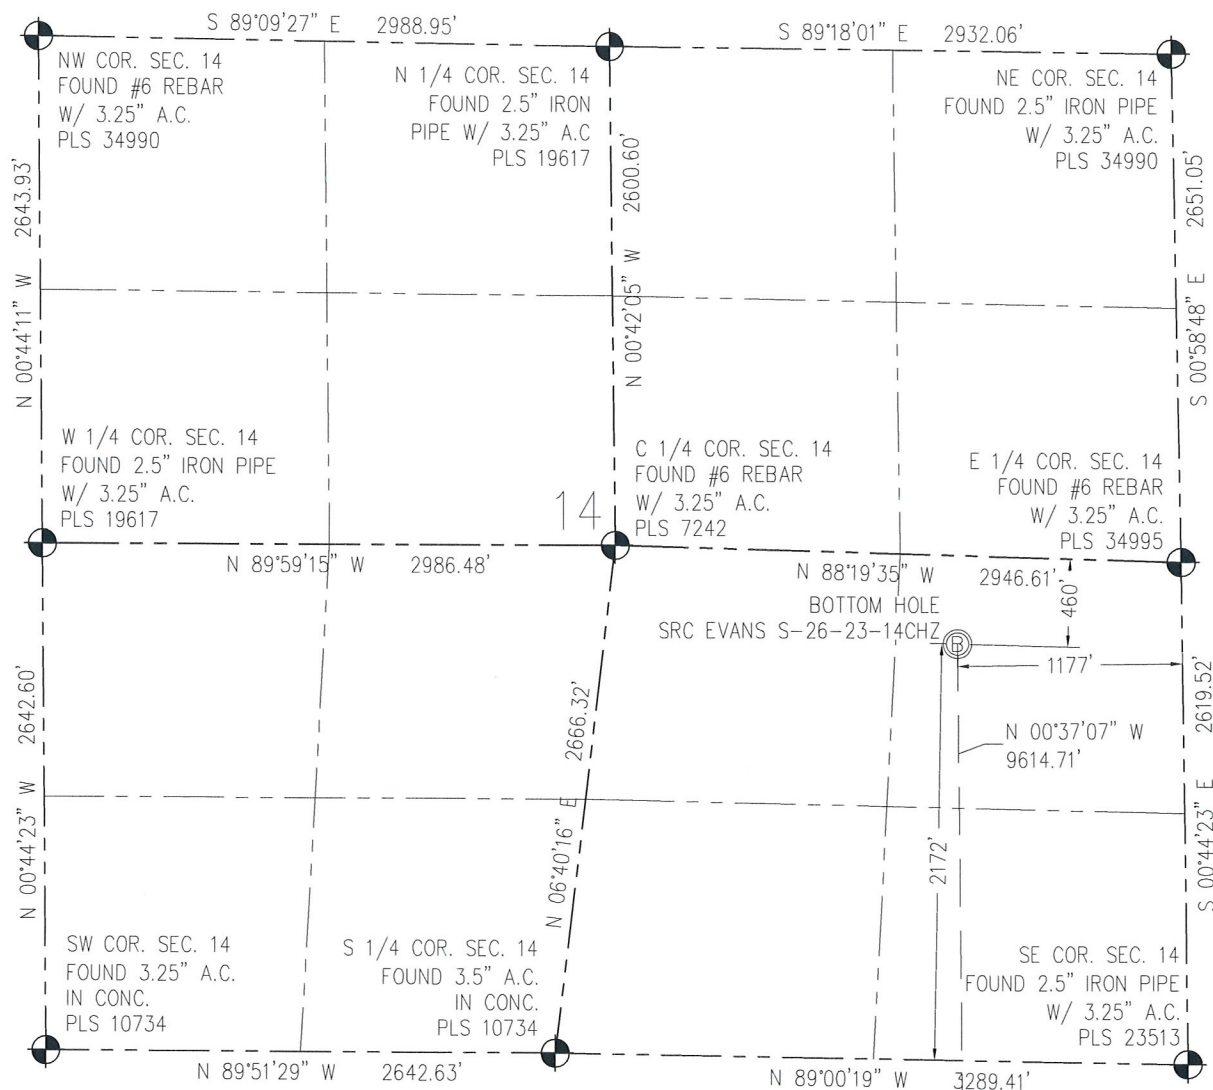 S 89°09'27" E 2988.95'
S 89°18'01" E 2932.06'
NW COR. SEC. 14
FOUND #6 REBAR
W/ 3.25" A.C.
PLS 34990
N 1/4 COR. SEC. 14
FOUND 2.5" IRON
PIPE W/ 3.25" A.C
PLS 19617
NE COR. SEC. 14
FOUND 2.5" IRON PIPE
W/ 3.25" A.C.
PLS 34990
N 00°44'11" W 2643.93'
N 00°42'05" W 2600.60'
S 00°58'48" E 2651.05'
W 1/4 COR. SEC. 14
FOUND 2.5" IRON PIPE
W/ 3.25" A.C.
PLS 19617
14
C 1/4 COR. SEC. 14
FOUND #6 REBAR
W/ 3.25" A.C.
PLS 7242
E 1/4 COR. SEC. 14
FOUND #6 REBAR
W/ 3.25" A.C.
PLS 34995
N 89°59'15" W 2986.48'
N 88°19'35" W 2946.61'
BOTTOM HOLE
SRC EVANS S-26-23-14CHZ
B
460'
1177'
N 00°37'07" W
9614.71'
2172'
N 00°44'23" W 2642.60'
N 06°40'16" E 2666.32'
S 00°44'23" E 2619.52'
SW COR. SEC. 14
FOUND 3.25" A.C.
IN CONC.
PLS 10734
S 1/4 COR. SEC. 14
FOUND 3.5" A.C.
IN CONC.
PLS 10734
SE COR. SEC. 14
FOUND 2.5" IRON PIPE
W/ 3.25" A.C.
PLS 23513
N 89°51'29" W 2642.63'
N 89°00'19" W 3289.41'